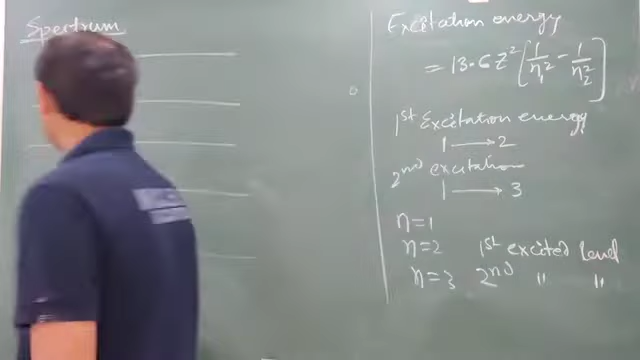 Spectrum
Excitation energy
= 13.6 Z² [1/n₁² - 1/n₂²]
1st Excitation energy
1 → 2
2nd excitation
1 → 3
n=1
n=2 1st excited level
n=3 2nd " "